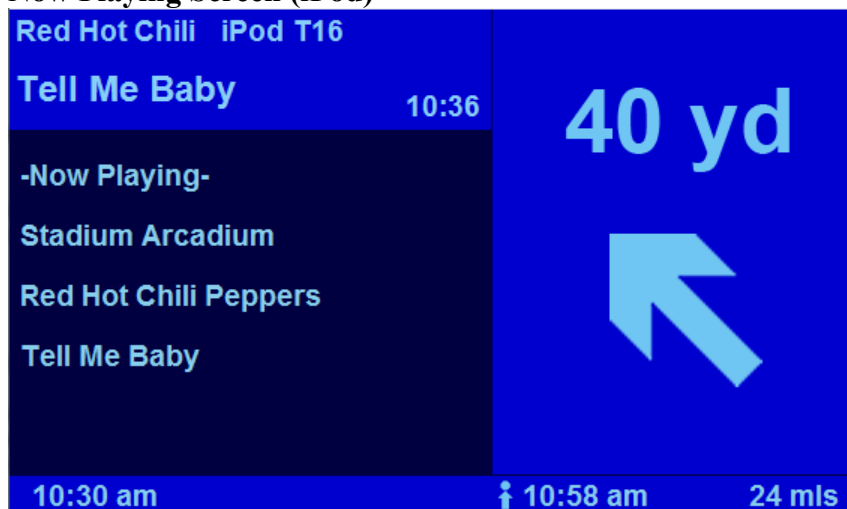 Now Playing Screen (iPod)
Red Hot Chili iPod T16
Tell Me Baby
10:36
40 yd
-Now Playing-
Stadium Arcadium
Red Hot Chili Peppers
Tell Me Baby
10:30 am
10:58 am
24 mls